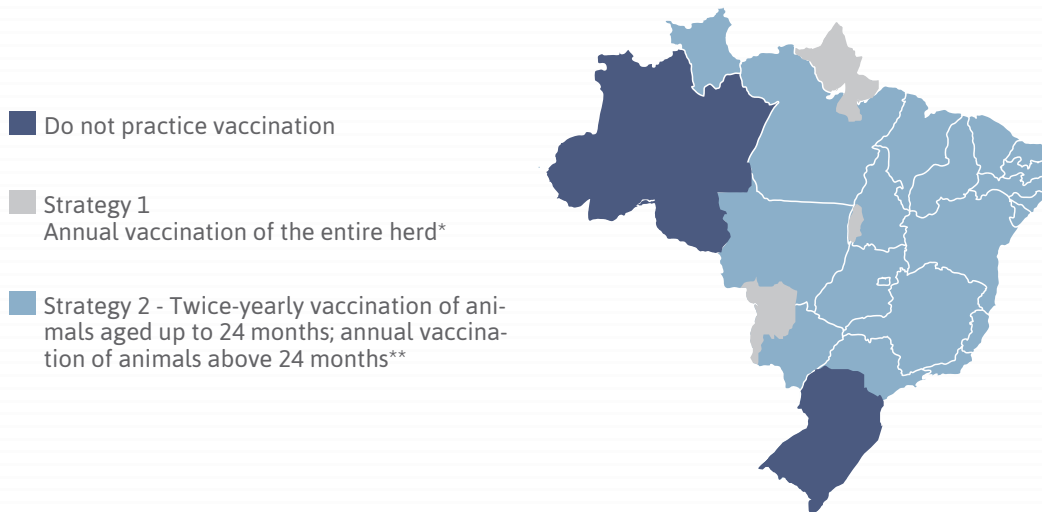 Do not practice vaccination
Strategy 1
Annual vaccination of the entire herd*
Strategy 2 - Twice-yearly vaccination of ani-
mals aged up to 24 months; annual vaccina-
tion of animals above 24 months**